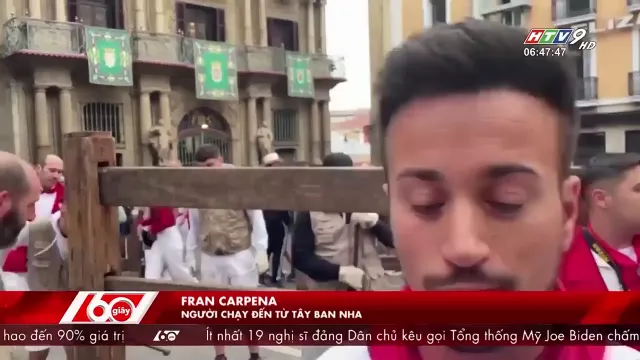 HTV9 HD
06:47:47
FRAN CARPENA
NGƯỜI CHẠY ĐẾN TỪ TÂY BAN NHA
60 giây
hao đến 90% giá trị Ít nhất 19 nghị sĩ đảng Dân chủ kêu gọi Tổng thống Mỹ Joe Biden chấm